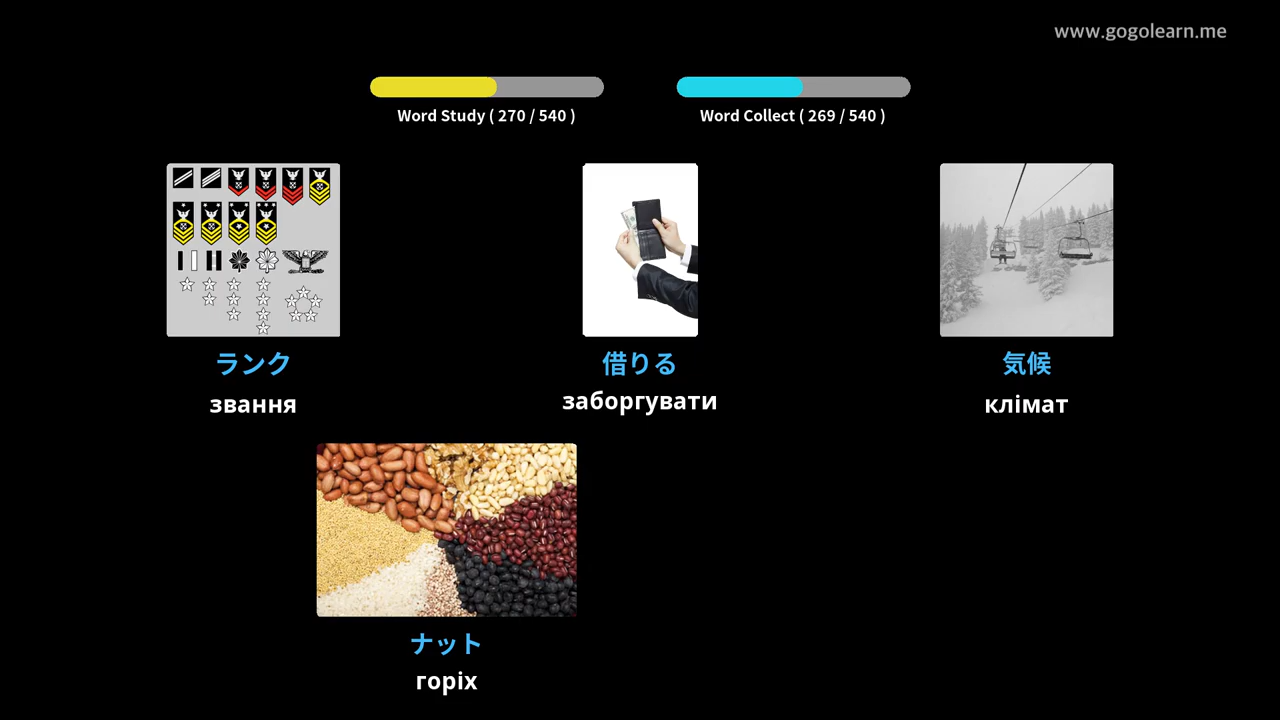 www.gogolearn.me
Word Study ( 270 / 540 )
Word Collect ( 269 / 540 )
ランク
звання
借りる
заборгувати
気候
клімат
ナット
горіх